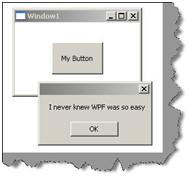 Window1
My Button
I never knew WPF was so easy
OK